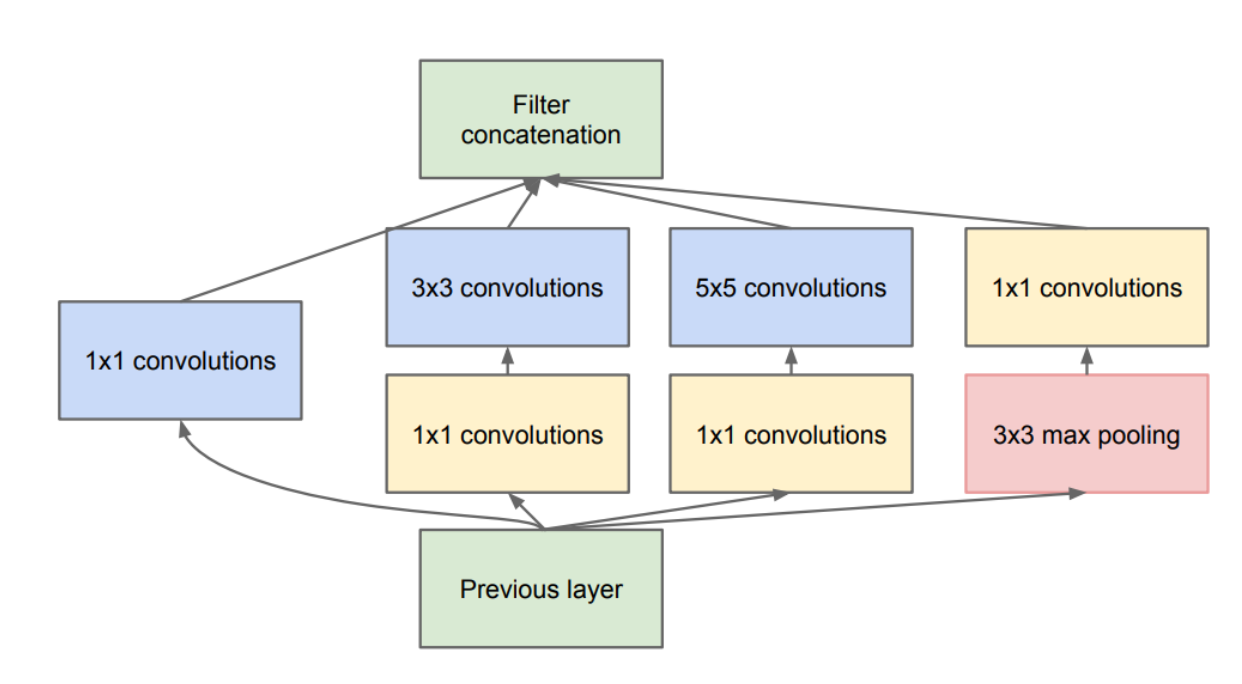 Filter
concatenation
3x3 convolutions
5x5 convolutions
1x1 convolutions
1x1 convolutions
1x1 convolutions
1x1 convolutions
3x3 max pooling
Previous layer